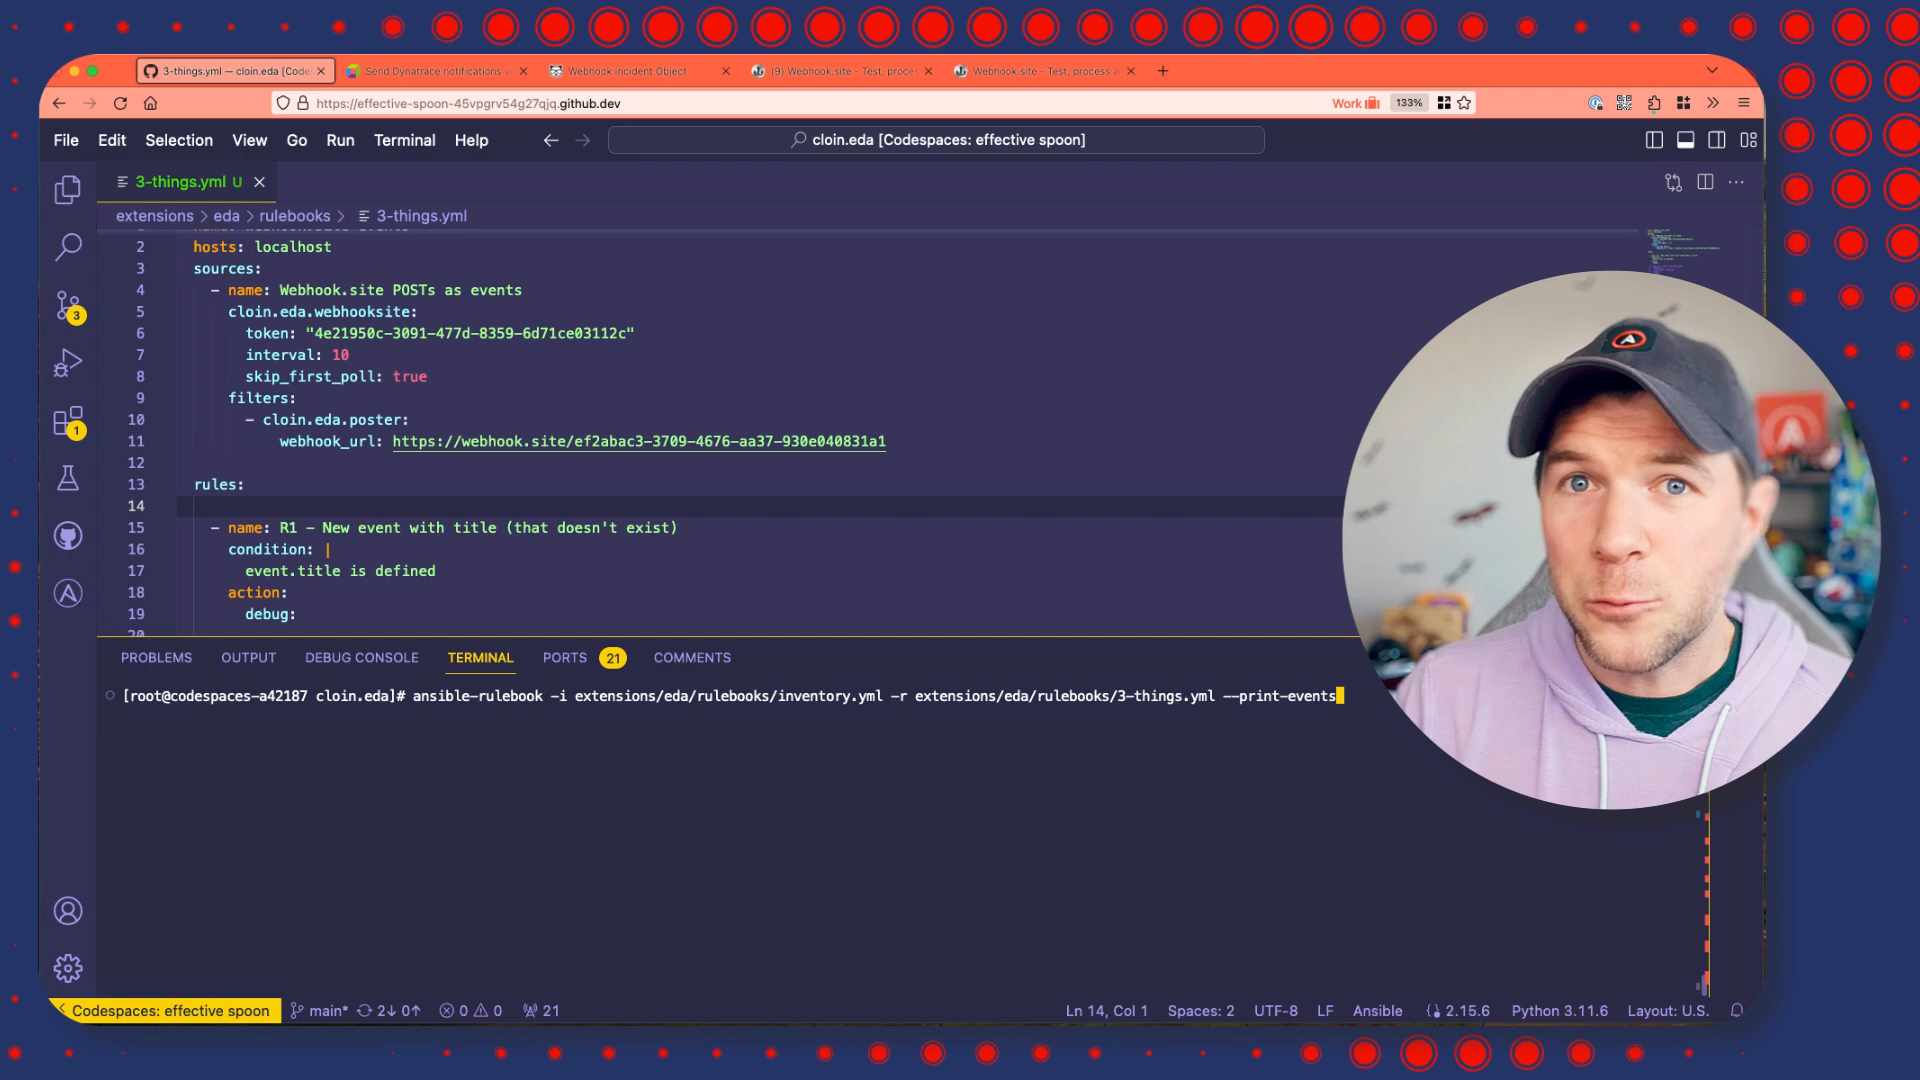 3-things.yml — cloin.eda [Codes
Send Dynatrace notifications v
Webhook Incident Object
(9) Webhook.site - Test, proces
Webhook.site - Test, process a
https://effective-spoon-45vpgrv54g27qjq.github.dev
Work
133%
File Edit Selection View Go Run Terminal Help
cloin.eda [Codespaces: effective spoon]
3-things.yml U
extensions > eda > rulebooks > 3-things.yml
2 hosts: localhost
3 sources:
4 - name: Webhook.site POSTs as events
5 cloin.eda.webhooksite:
6 token: "4e21950c-3091-477d-8359-6d71ce03112c"
7 interval: 10
8 skip_first_poll: true
9 filters:
10 - cloin.eda.poster:
11 webhook_url: https://webhook.site/ef2abac3-3709-4676-aa37-930e040831a1
12
13 rules:
14
15 - name: R1 - New event with title (that doesn't exist)
16 condition: |
17 event.title is defined
18 action:
19 debug:
20
3
1
PROBLEMS OUTPUT DEBUG CONSOLE TERMINAL PORTS 21 COMMENTS
[root@codespaces-a42187 cloin.eda]# ansible-rulebook -i extensions/eda/rulebooks/inventory.yml -r extensions/eda/rulebooks/3-things.yml --print-events
Codespaces: effective spoon main* 2↓ 0↑ 0 0 21 Ln 14, Col 1 Spaces: 2 UTF-8 LF Ansible 2.15.6 Python 3.11.6 Layout: U.S.